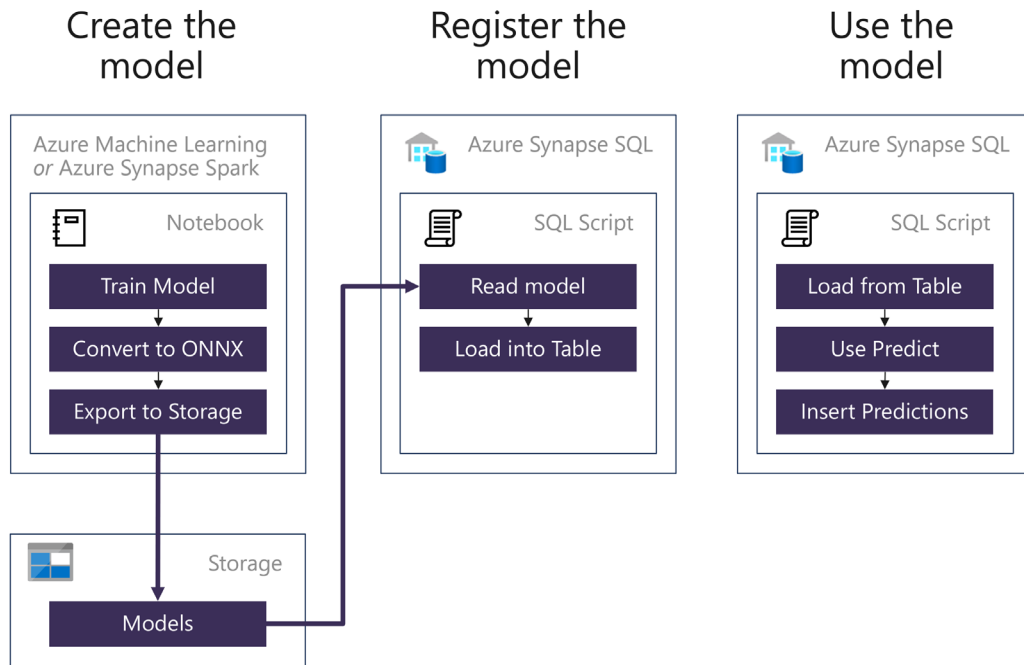 Create the
model
Register the
model
Use the
model
Azure Machine Learning
or Azure Synapse Spark
Notebook
Train Model
Convert to ONNX
Export to Storage
Storage
Models
Azure Synapse SQL
SQL Script
Read model
Load into Table
Azure Synapse SQL
SQL Script
Load from Table
Use Predict
Insert Predictions